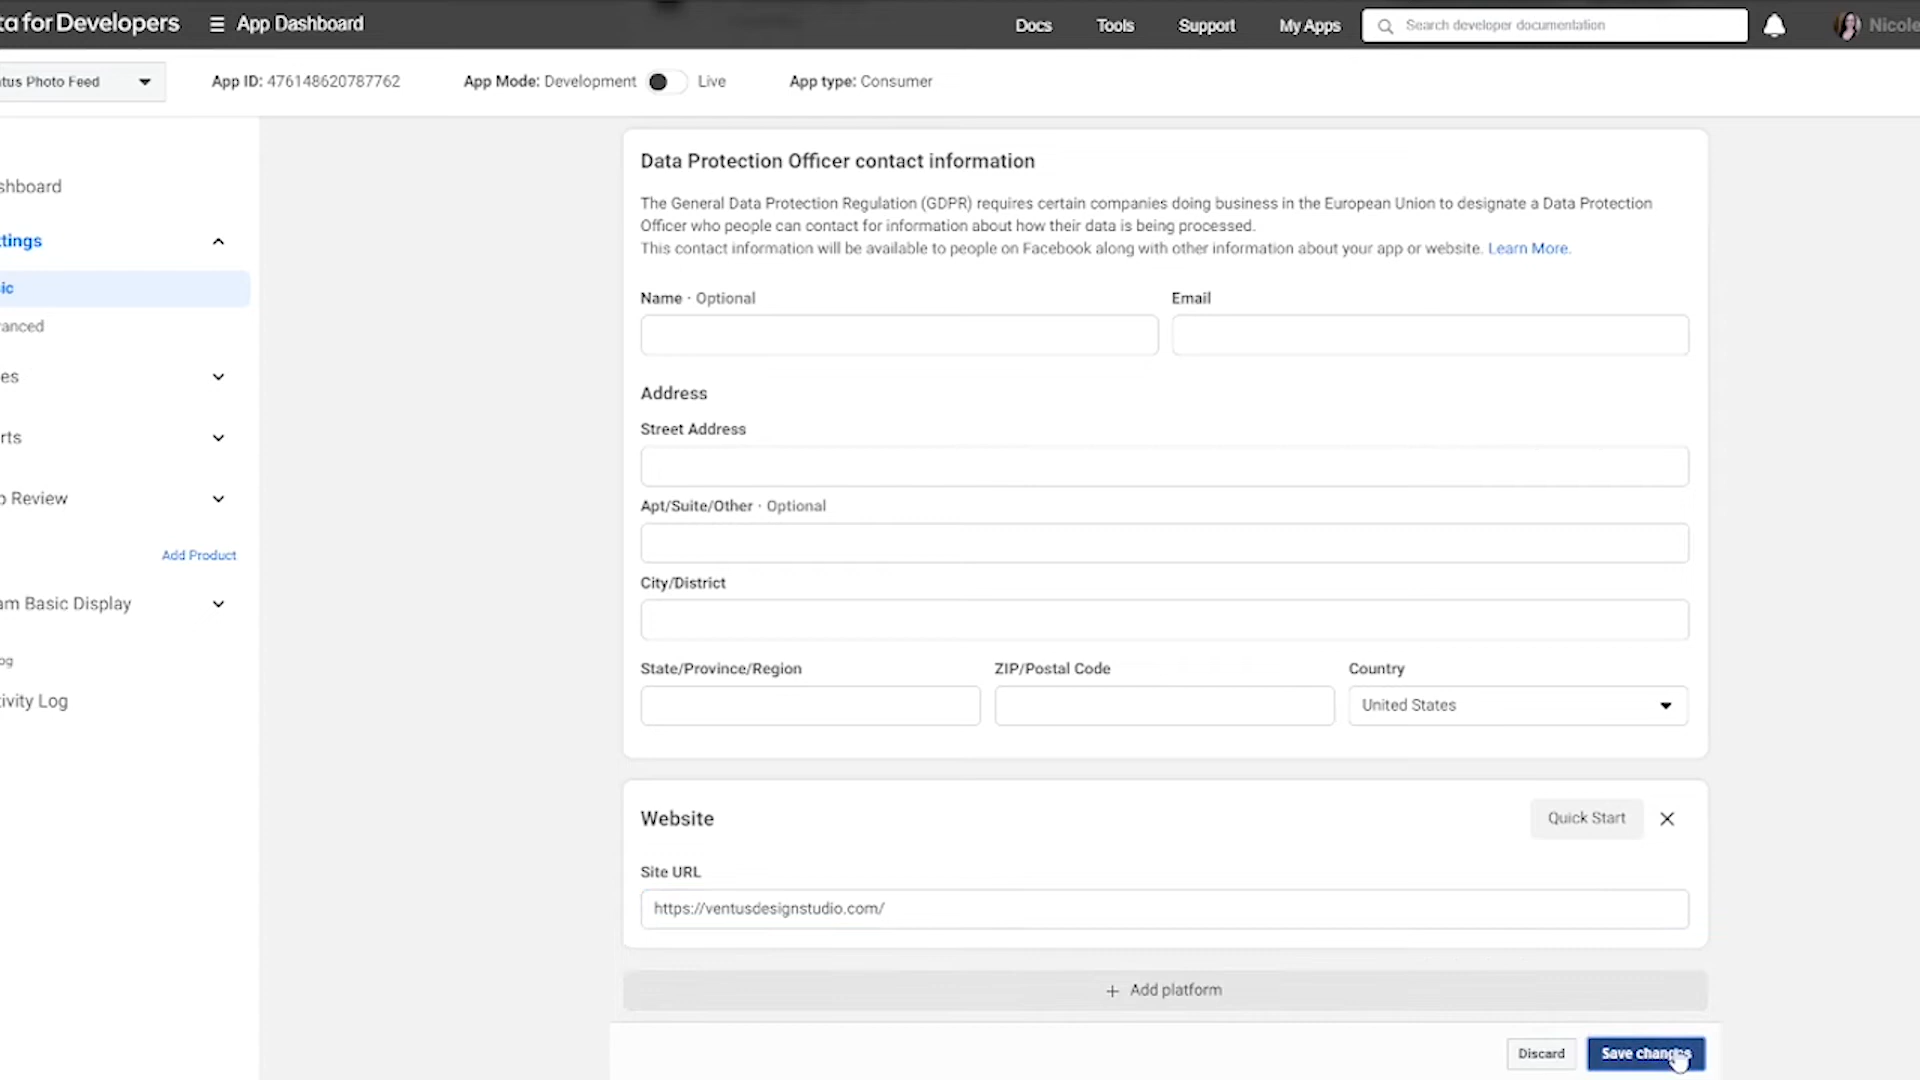 ta for Developers
App Dashboard
Docs
Tools
Support
My Apps
Search developer documentation
Nicole
tus Photo Feed
App ID: 476148620787762
App Mode: Development
Live
App type: Consumer
shboard
tings
ic
anced
es
rts
p Review
Add Product
am Basic Display
og
ivity Log
Data Protection Officer contact information
The General Data Protection Regulation (GDPR) requires certain companies doing business in the European Union to designate a Data Protection
Officer who people can contact for information about how their data is being processed.
This contact information will be available to people on Facebook along with other information about your app or website. Learn More.
Name · Optional
Email
Address
Street Address
Apt/Suite/Other · Optional
City/District
State/Province/Region
ZIP/Postal Code
Country
United States
Website
Quick Start
Site URL
https://ventusdesignstudio.com/
+ Add platform
Discard
Save changes